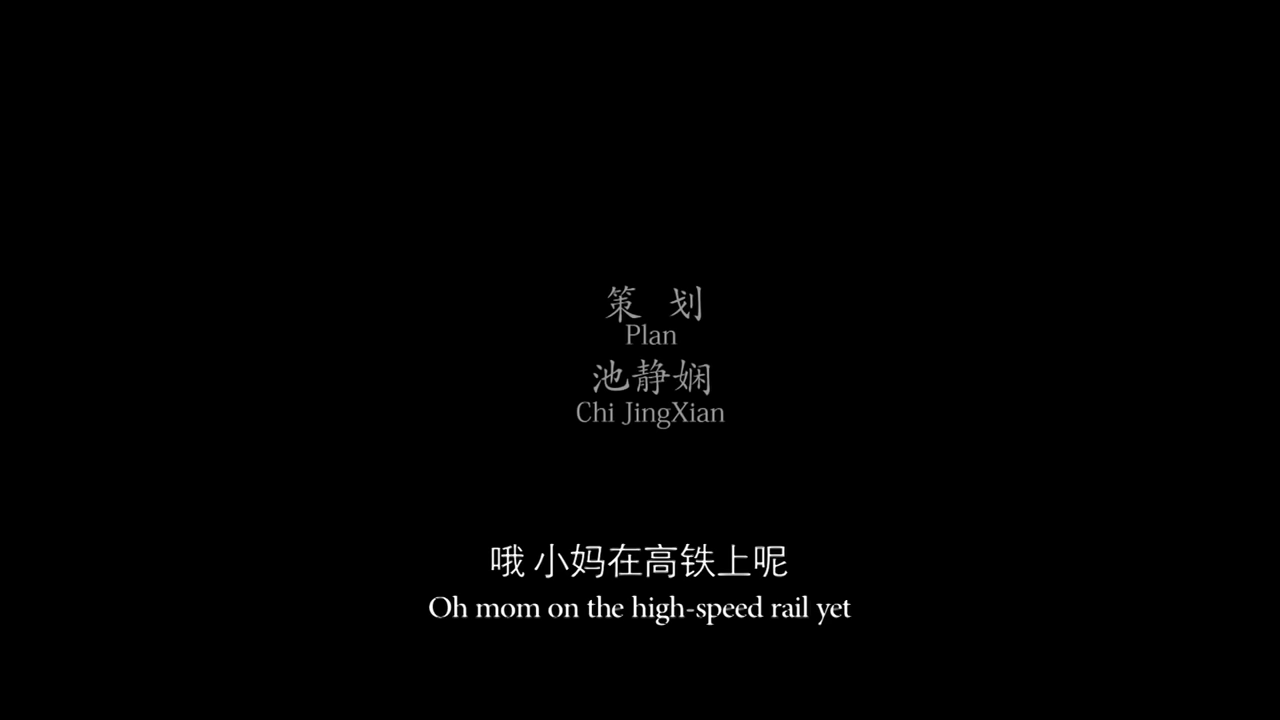 策 划
Plan
池静娴
Chi JingXian
哦 小妈在高铁上呢
Oh mom on the high-speed rail yet